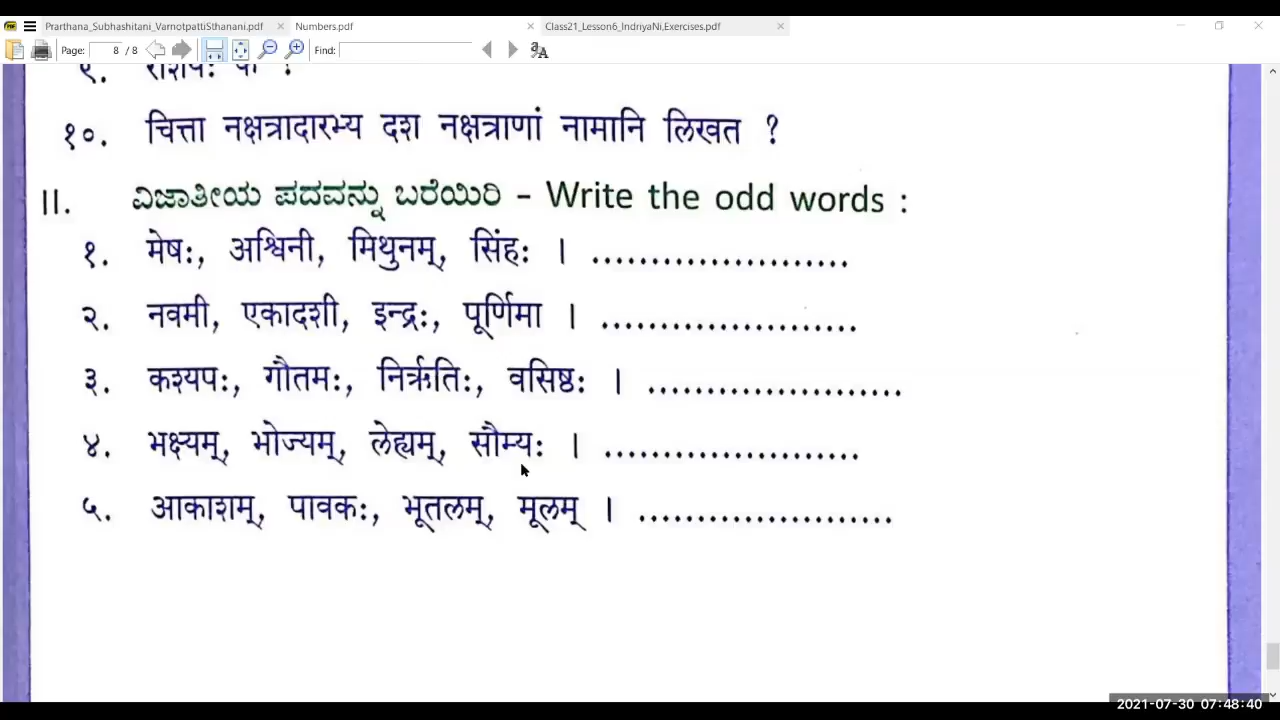 Prarthana_Subhashitani_VarnotpattiSthanani.pdf Numbers.pdf Class21_Lesson6_IndriyaNi,Exercises.pdf
Page: 8 / 8 Find:
९.
१०. चित्ता नक्षत्रादारभ्य दश नक्षत्राणां नामानि लिखत ?
II. ವಿಜಾತೀಯ ಪದವನ್ನು ಬರೆಯಿರಿ – Write the odd words :
१. मेषः, अश्विनी, मिथुनम्, सिंहः । ......................
२. नवमी, एकादशी, इन्द्रः, पूर्णिमा । ......................
३. कश्यपः, गौतमः, निर्ऋतिः, वसिष्ठः । ......................
४. भक्ष्यम्, भोज्यम्, लेह्यम्, सौम्यः । ......................
५. आकाशम्, पावकः, भूतलम्, मूलम् । ......................
2021-07-30 07:48:40